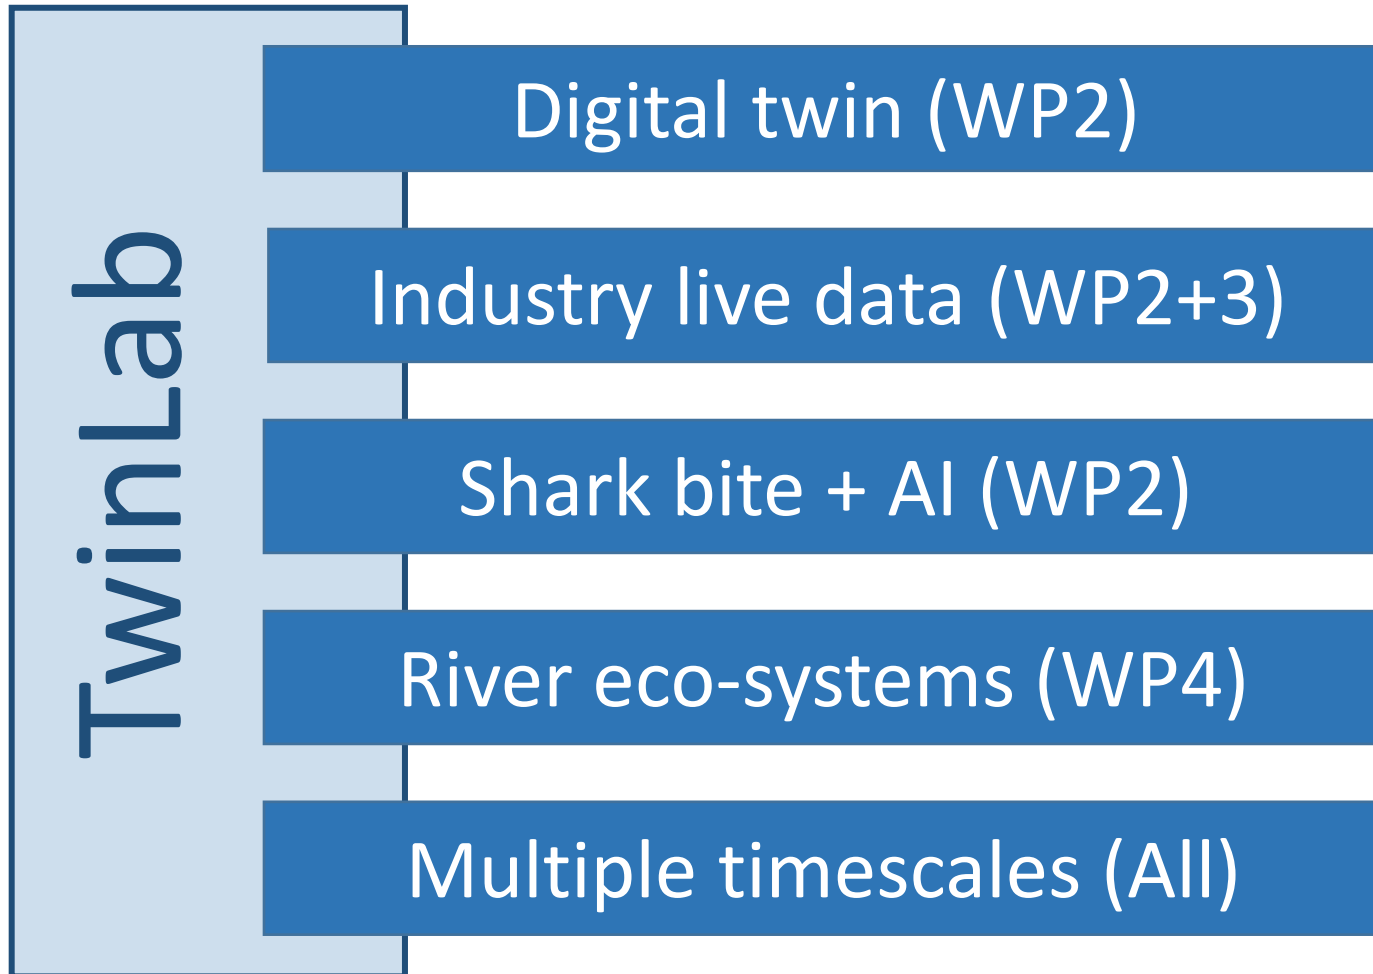 TwinLab
Digital twin (WP2)
Industry live data (WP2+3)
Shark bite + AI (WP2)
River eco-systems (WP4)
Multiple timescales (All)